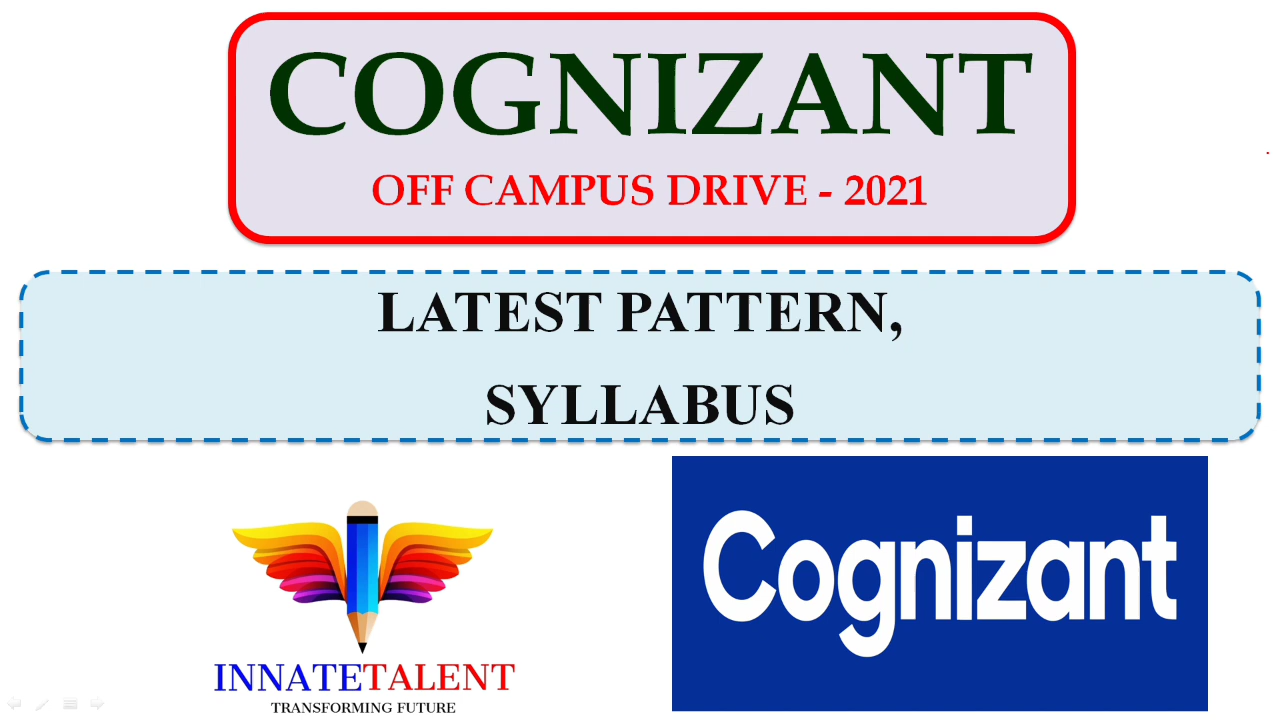 COGNIZANT
OFF CAMPUS DRIVE - 2021
LATEST PATTERN,
SYLLABUS
Cognizant
INNATETALENT
TRANSFORMING FUTURE